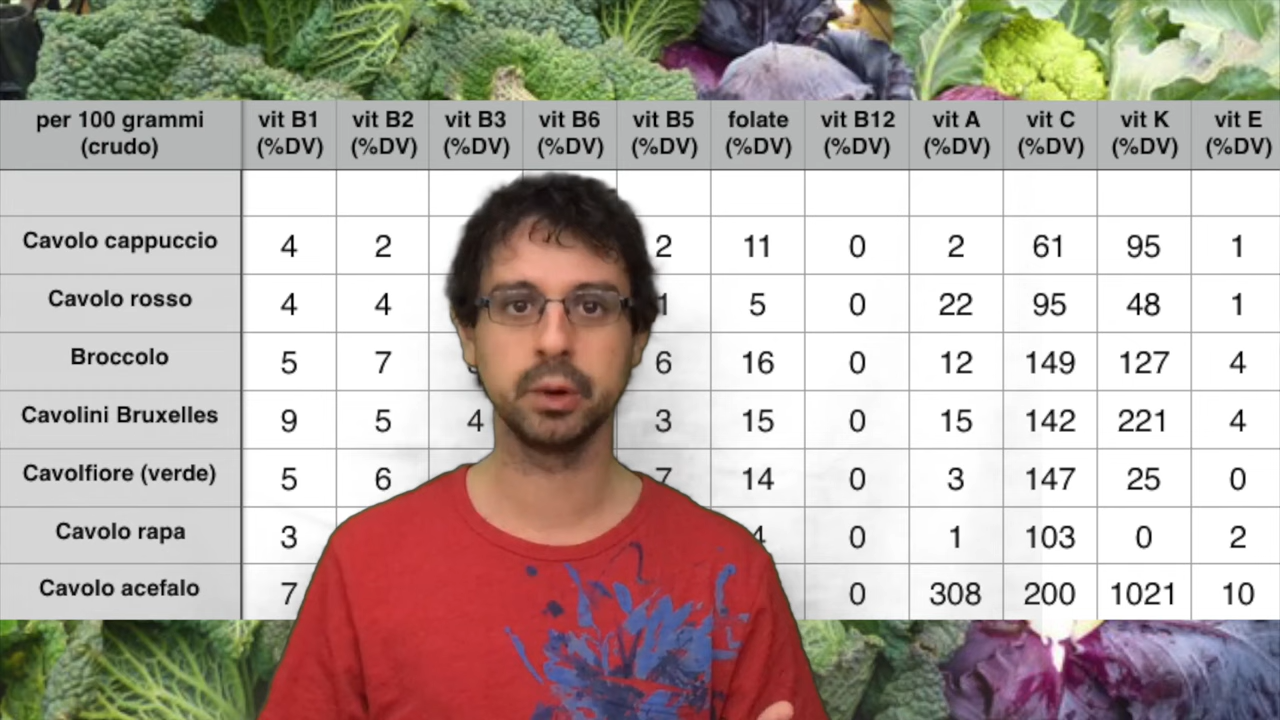 per 100 grammi (crudo) vit B1 (%DV) vit B2 (%DV) vit B3 (%DV) vit B6 (%DV) vit B5 (%DV) folate (%DV) vit B12 (%DV) vit A (%DV) vit C (%DV) vit K (%DV) vit E (%DV)
Cavolo cappuccio 4 2 2 11 0 2 61 95 1
Cavolo rosso 4 4 1 5 0 22 95 48 1
Broccolo 5 7 6 16 0 12 149 127 4
Cavolini Bruxelles 9 5 4 3 15 0 15 142 221 4
Cavolfiore (verde) 5 6 7 14 0 3 147 25 0
Cavolo rapa 3 4 0 1 103 0 2
Cavolo acefalo 7 0 308 200 1021 10